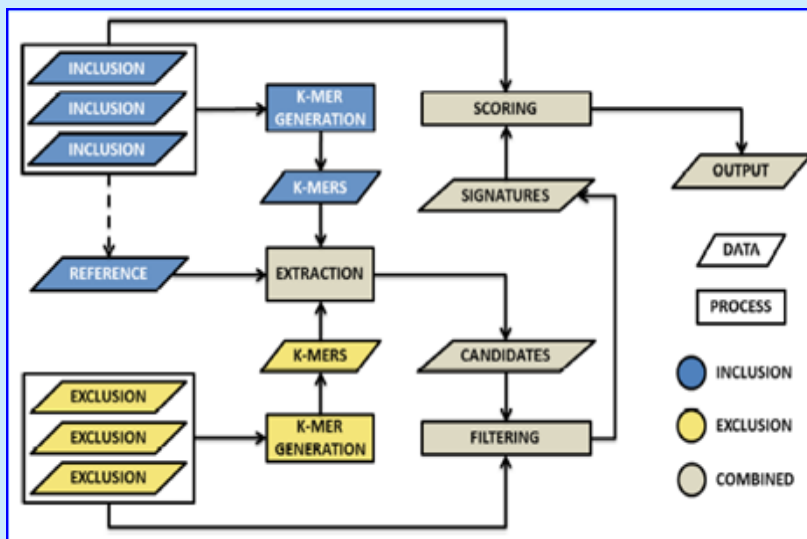 INCLUSION
INCLUSION
INCLUSION
K-MER
GENERATION
K-MERS
REFERENCE
EXTRACTION
K-MERS
EXCLUSION
EXCLUSION
EXCLUSION
K-MER
GENERATION
SCORING
SIGNATURES
CANDIDATES
FILTERING
OUTPUT
DATA
PROCESS
INCLUSION
EXCLUSION
COMBINED